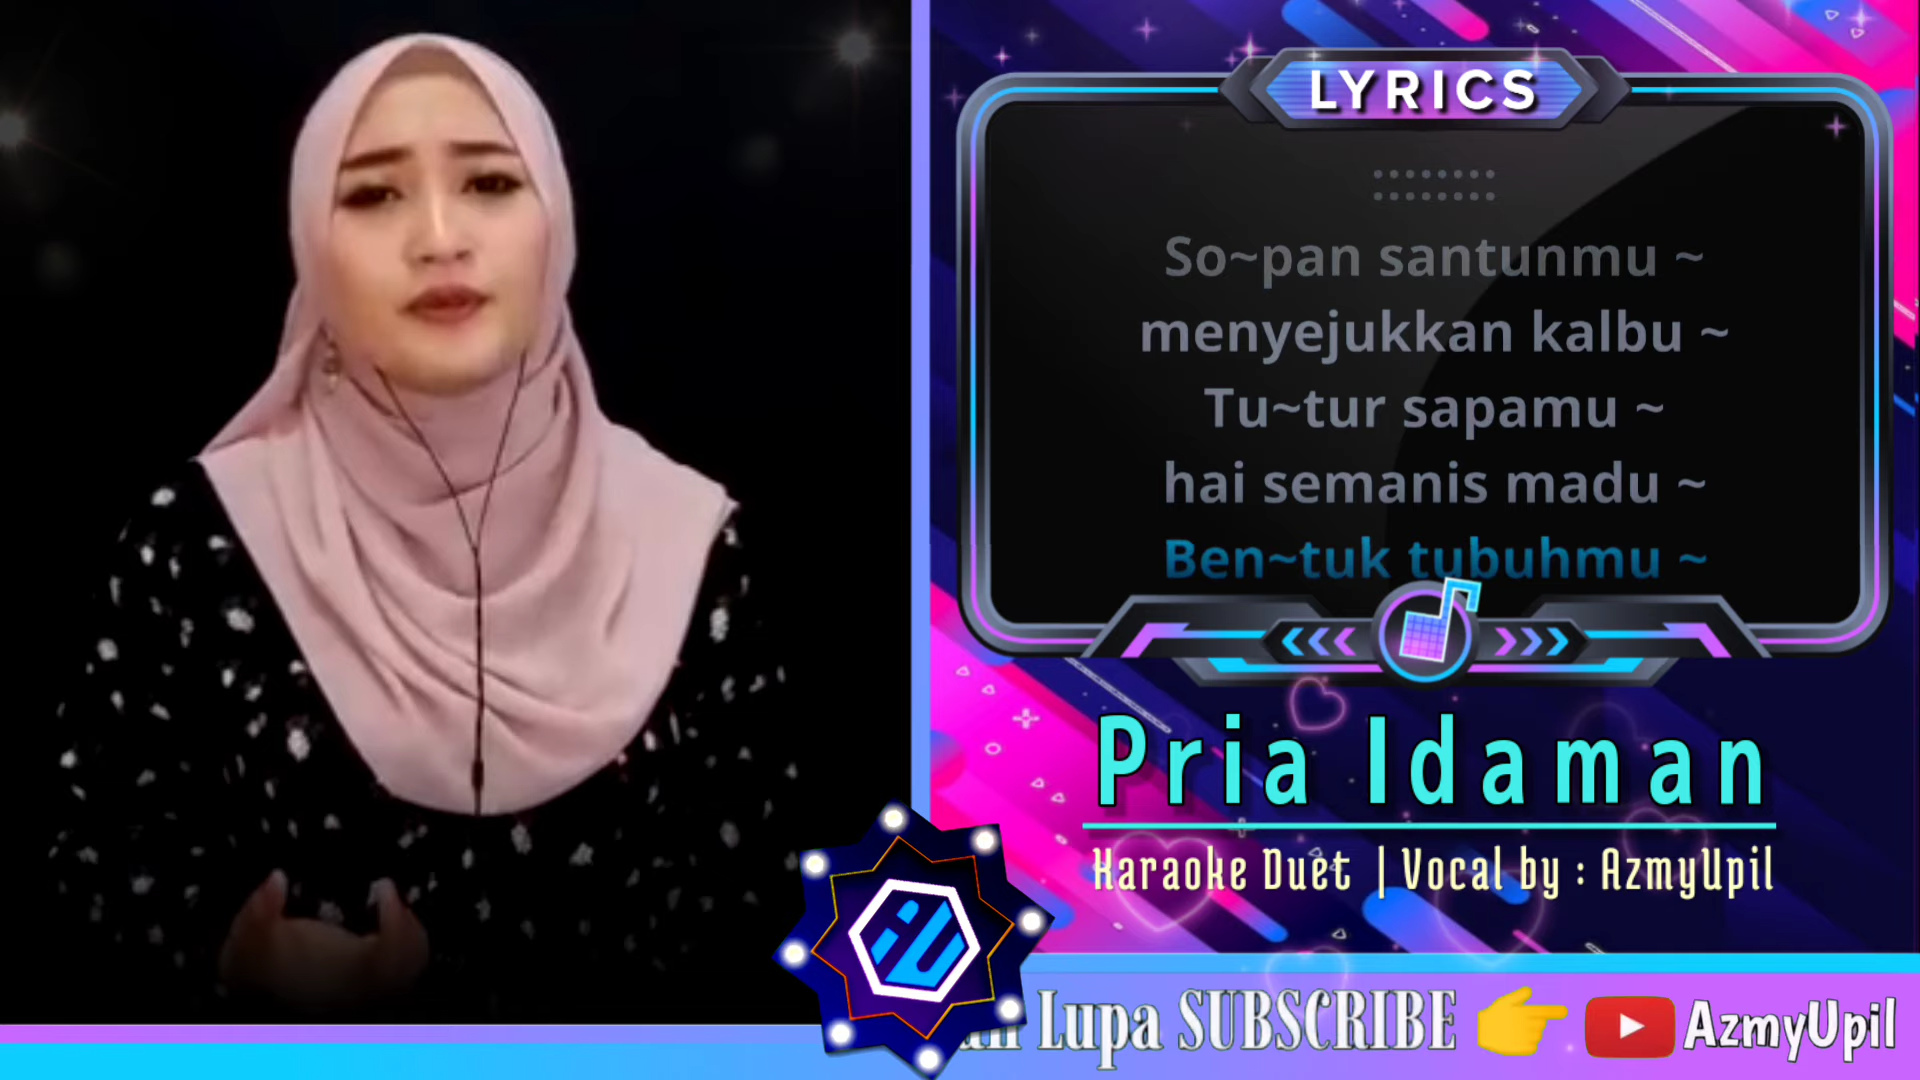 LYRICS
So~pan santunmu ~
menyejukkan kalbu ~
Tu~tur sapamu ~
hai semanis madu ~
Ben~tuk tubuhmu ~
Pria Idaman
Karaoke Duet | Vocal by : AzmyUpil
Lupa SUBSCRIBE 👉 AzmyUpil